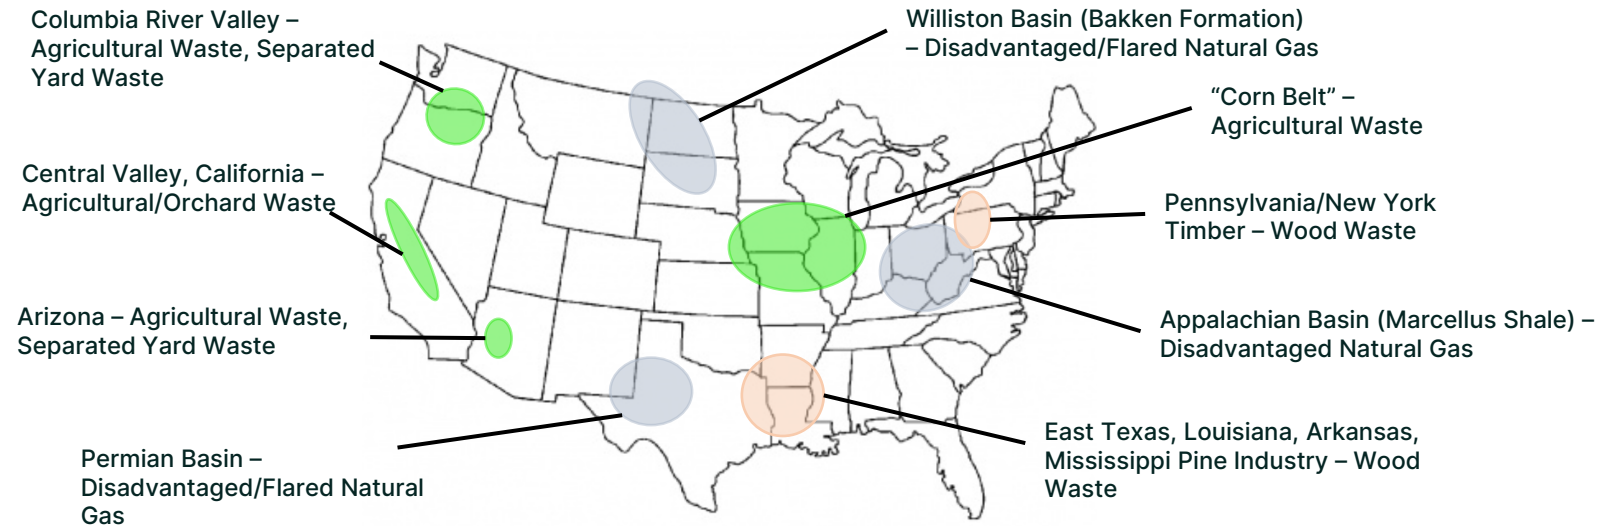 Columbia River Valley –
Agricultural Waste, Separated
Yard Waste
Williston Basin (Bakken Formation)
– Disadvantaged/Flared Natural Gas
“Corn Belt” –
Agricultural Waste
Central Valley, California –
Agricultural/Orchard Waste
Pennsylvania/New York
Timber – Wood Waste
Arizona – Agricultural Waste,
Separated Yard Waste
Appalachian Basin (Marcellus Shale) –
Disadvantaged Natural Gas
Permian Basin –
Disadvantaged/Flared Natural
Gas
East Texas, Louisiana, Arkansas,
Mississippi Pine Industry – Wood
Waste